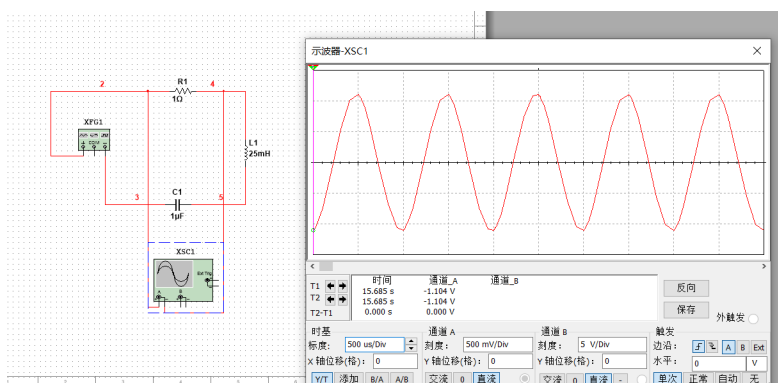 示波器-XSC1
2
R1
4
1Ω
XFG1
COM
L1
25mH
3
C1
5
1µF
XSC1
Ext Trig
A
B
时间 通道_A 通道_B
T1 15.685 s -1.104 V
T2 15.685 s -1.104 V
T2-T1 0.000 s 0.000 V
反向
保存
外触发
时基
标度： 500 us/Div
X 轴位移(格)： 0
Y/T 添加 B/A A/B
通道 A
刻度： 500 mV/Div
Y 轴位移(格)： 0
交流 0 直流
通道 B
刻度： 5 V/Div
Y 轴位移(格)： 0
交流 0 直流 -
触发
边沿： A B Ext
水平： 0 V
单次 正常 自动 无